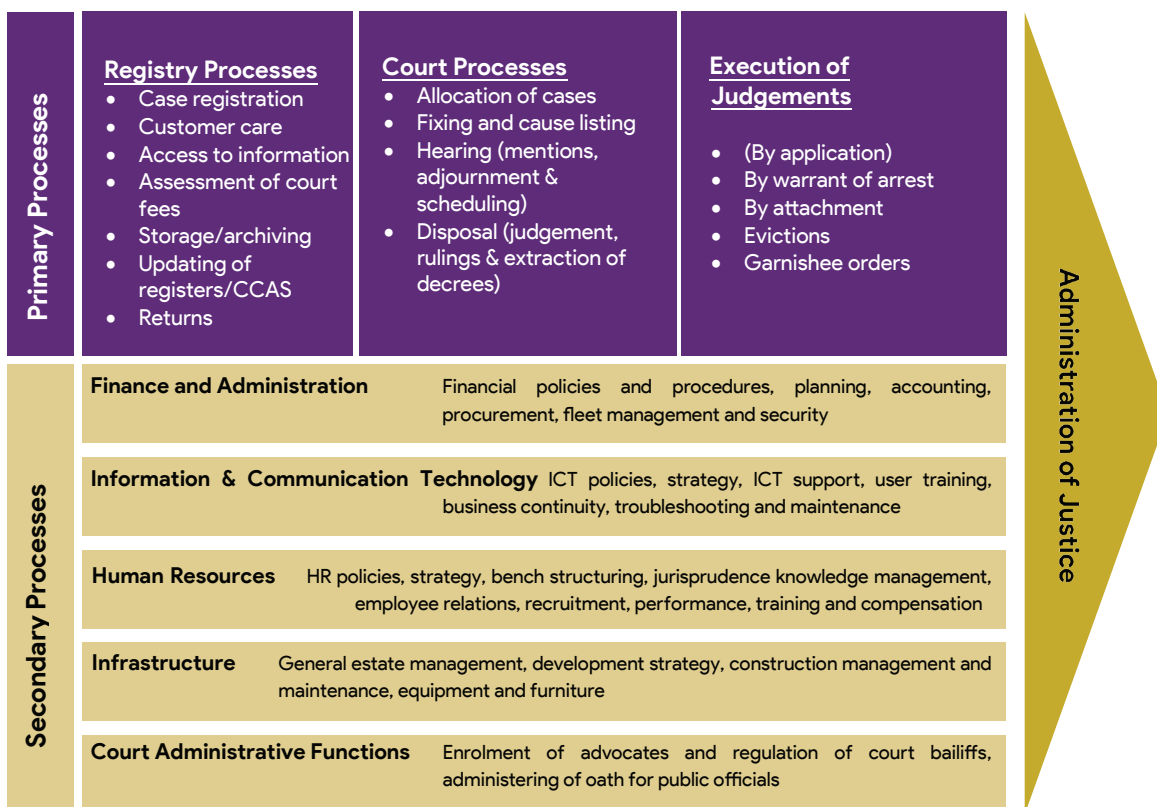 Primary Processes
Registry Processes
• Case registration
• Customer care
• Access to information
• Assessment of court
fees
• Storage/archiving
• Updating of
registers/CCAS
• Returns
Court Processes
• Allocation of cases
• Fixing and cause listing
• Hearing (mentions,
adjournment &
scheduling)
• Disposal (judgement,
rulings & extraction of
decrees)
Execution of
Judgements
• (By application)
• By warrant of arrest
• By attachment
• Evictions
• Garnishee orders
Secondary Processes
Finance and Administration Financial policies and procedures, planning, accounting,
procurement, fleet management and security
Information & Communication Technology ICT policies, strategy, ICT support, user training,
business continuity, troubleshooting and maintenance
Human Resources HR policies, strategy, bench structuring, jurisprudence knowledge management,
employee relations, recruitment, performance, training and compensation
Infrastructure General estate management, development strategy, construction management and
maintenance, equipment and furniture
Court Administrative Functions Enrolment of advocates and regulation of court bailiffs,
administering of oath for public officials
Administration of Justice